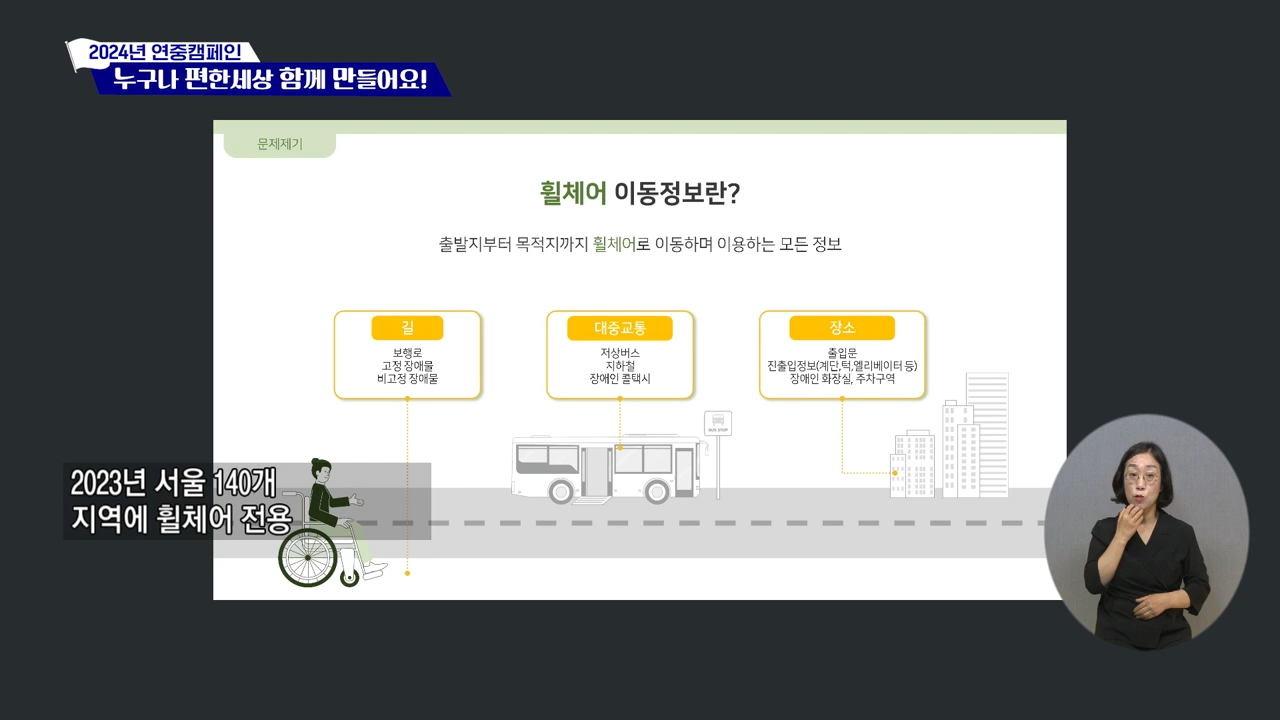 2024년 연중캠페인
누구나 편한세상 함께 만들어요!
문제제기
휠체어 이동정보란?
출발지부터 목적지까지 휠체어로 이동하며 이용하는 모든 정보
길
보행로
고정 장애물
비고정 장애물
대중교통
저상버스
지하철
장애인 콜택시
장소
출입문
진출입정보(계단,턱,엘리베이터 등)
장애인 화장실, 주차구역
BUS STOP
2023년 서울 140개
지역에 휠체어 전용